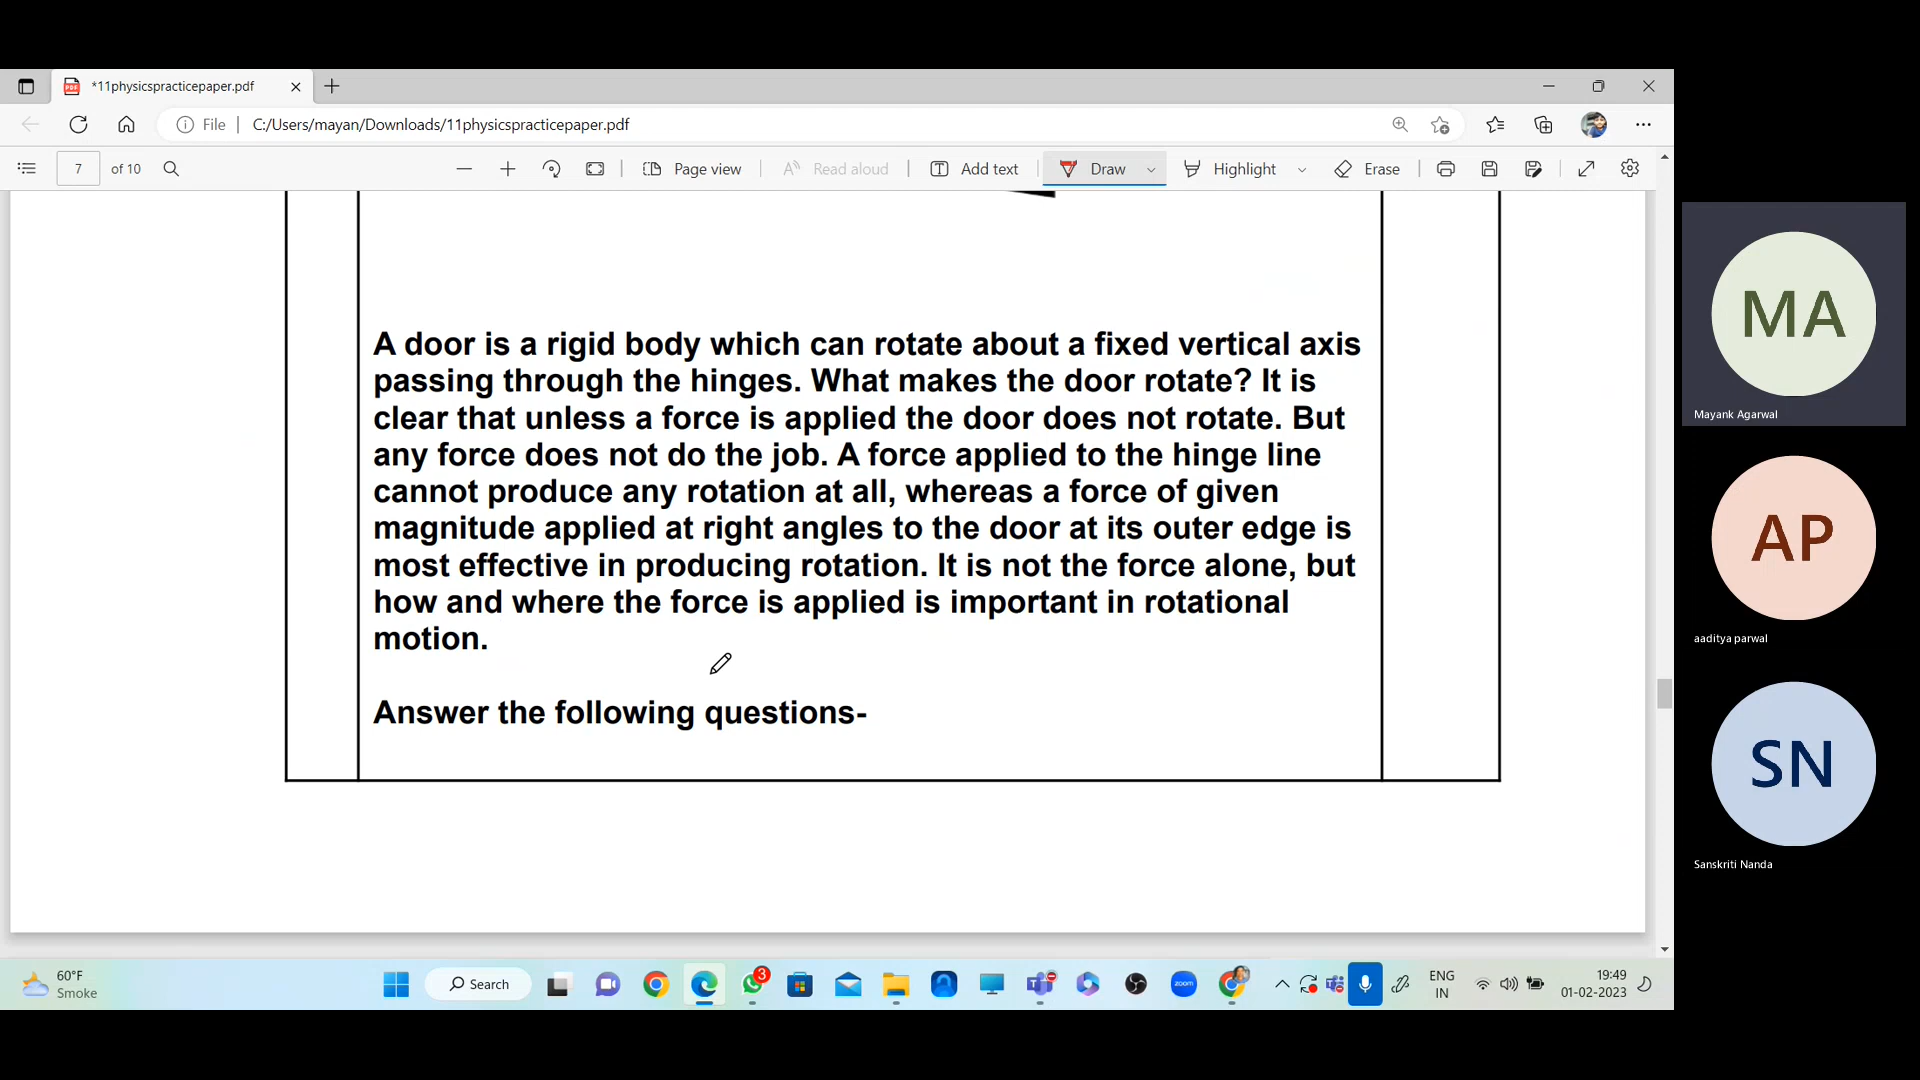 *11physicspracticepaper.pdf
File
C:/Users/mayan/Downloads/11physicspracticepaper.pdf
7 of 10
Page view
Read aloud
Add text
Draw
Highlight
Erase
A door is a rigid body which can rotate about a fixed vertical axis
passing through the hinges. What makes the door rotate? It is
clear that unless a force is applied the door does not rotate. But
any force does not do the job. A force applied to the hinge line
cannot produce any rotation at all, whereas a force of given
magnitude applied at right angles to the door at its outer edge is
most effective in producing rotation. It is not the force alone, but
how and where the force is applied is important in rotational
motion.
Answer the following questions-
MA
Mayank Agarwal
AP
aaditya parwal
SN
Sanskriti Nanda
60°F
Smoke
Search
3
zoom
ENG
IN
19:49
01-02-2023